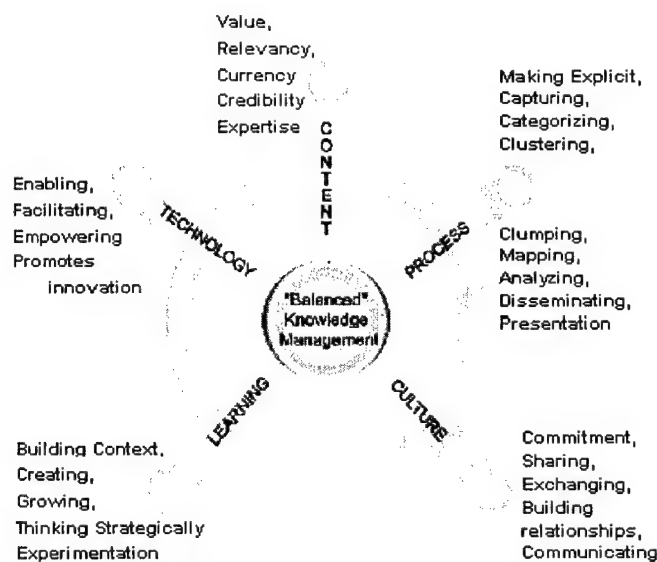 Value,
Relevancy,
Currency
Credibility
Expertise
CONTENT
Making Explicit,
Capturing,
Categorizing,
Clustering,
Clumping,
Mapping,
Analyzing,
Disseminating,
Presentation
PROCESS
Enabling,
Facilitating,
Empowering
Promotes
innovation
TECHNOLOGY
"Balanced"
Knowledge
Management
LEARNING
Building Context,
Creating,
Growing,
Thinking Strategically
Experimentation
CULTURE
Commitment,
Sharing,
Exchanging,
Building
relationships,
Communicating